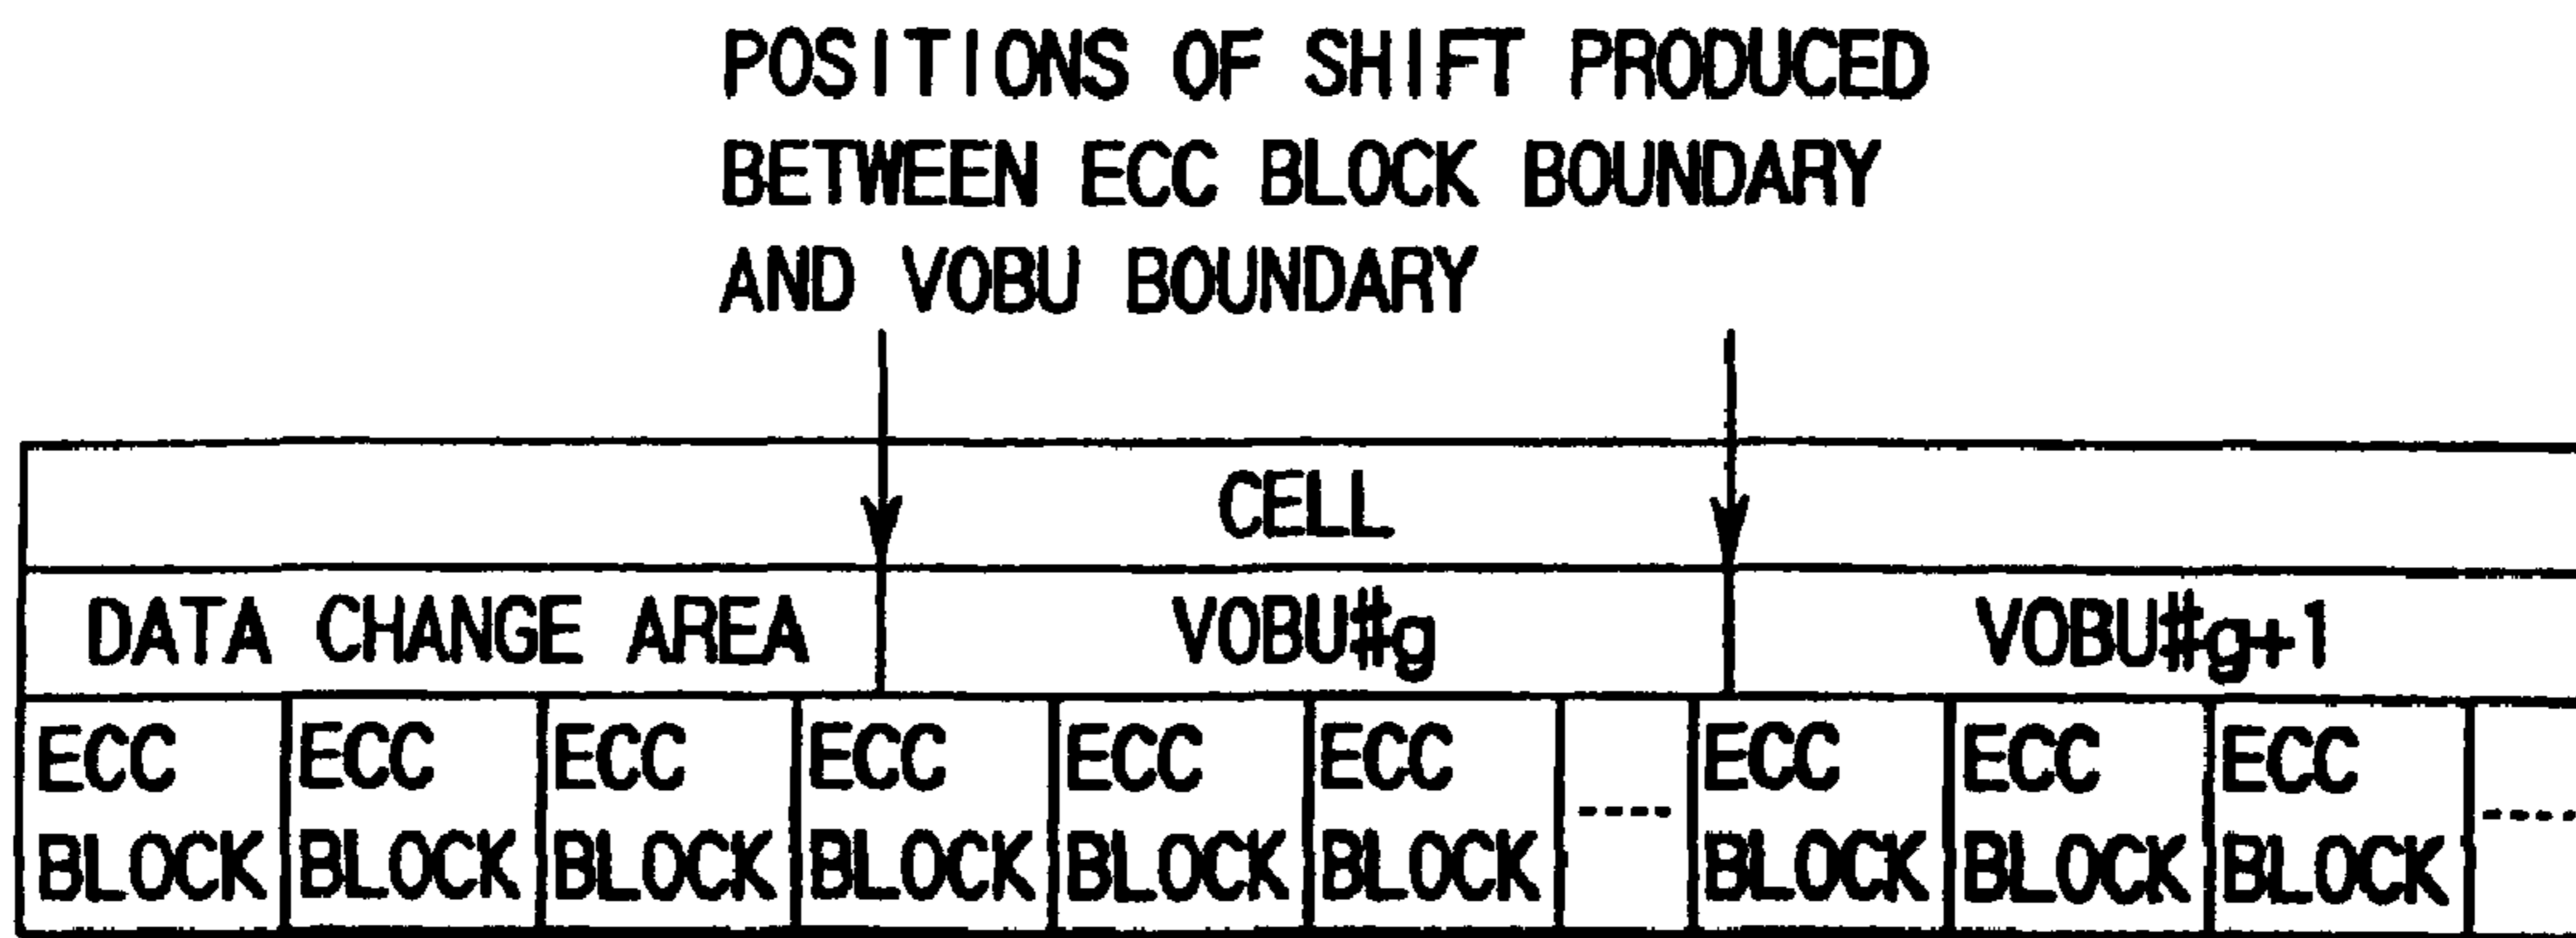 POSITIONS OF SHIFT PRODUCED
BETWEEN ECC BLOCK BOUNDARY
AND VOBU BOUNDARY
CELL
DATA CHANGE AREA VOBU#g VOBU#g+1
ECC ECC ECC ECC ECC ECC ---- ECC ECC ECC ----
BLOCK BLOCK BLOCK BLOCK BLOCK BLOCK BLOCK BLOCK BLOCK